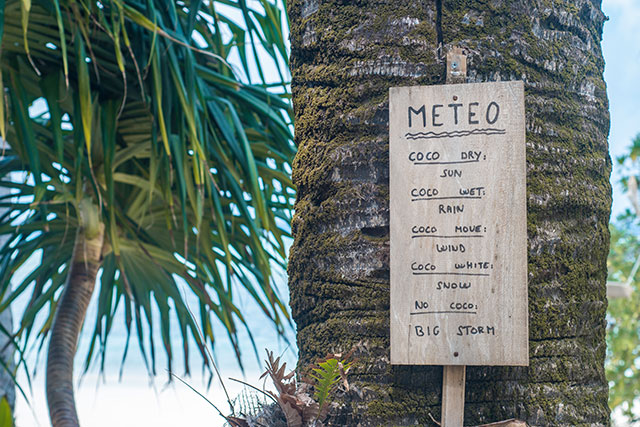 METEO
COCO DRY:
SUN
COCO WET:
RAIN
COCO MOVE:
WIND
COCO WHITE:
SNOW
NO COCO:
BIG STORM